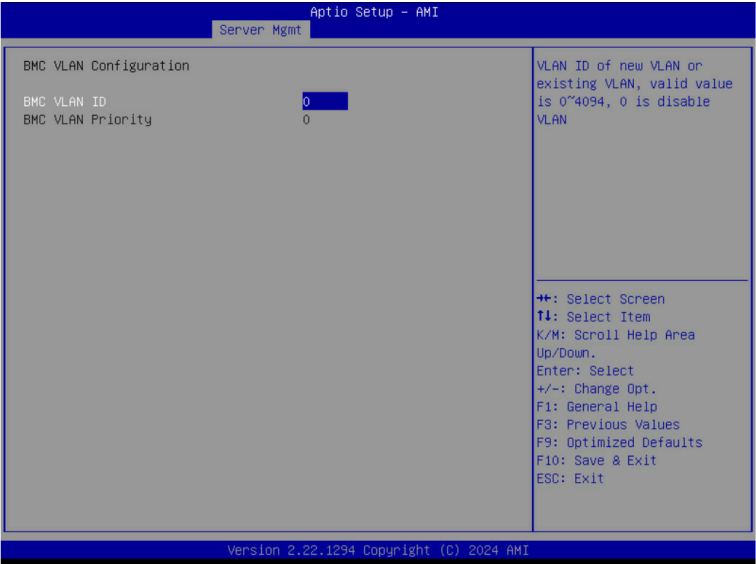 Aptio Setup - AMI
Server Mgmt
BMC VLAN Configuration
BMC VLAN ID 0
BMC VLAN Priority 0
VLAN ID of new VLAN or
existing VLAN, valid value
is 0~4094, 0 is disable
VLAN
→←: Select Screen
↑↓: Select Item
K/M: Scroll Help Area
Up/Down.
Enter: Select
+/-: Change Opt.
F1: General Help
F3: Previous Values
F9: Optimized Defaults
F10: Save & Exit
ESC: Exit
Version 2.22.1294 Copyright (C) 2024 AMI